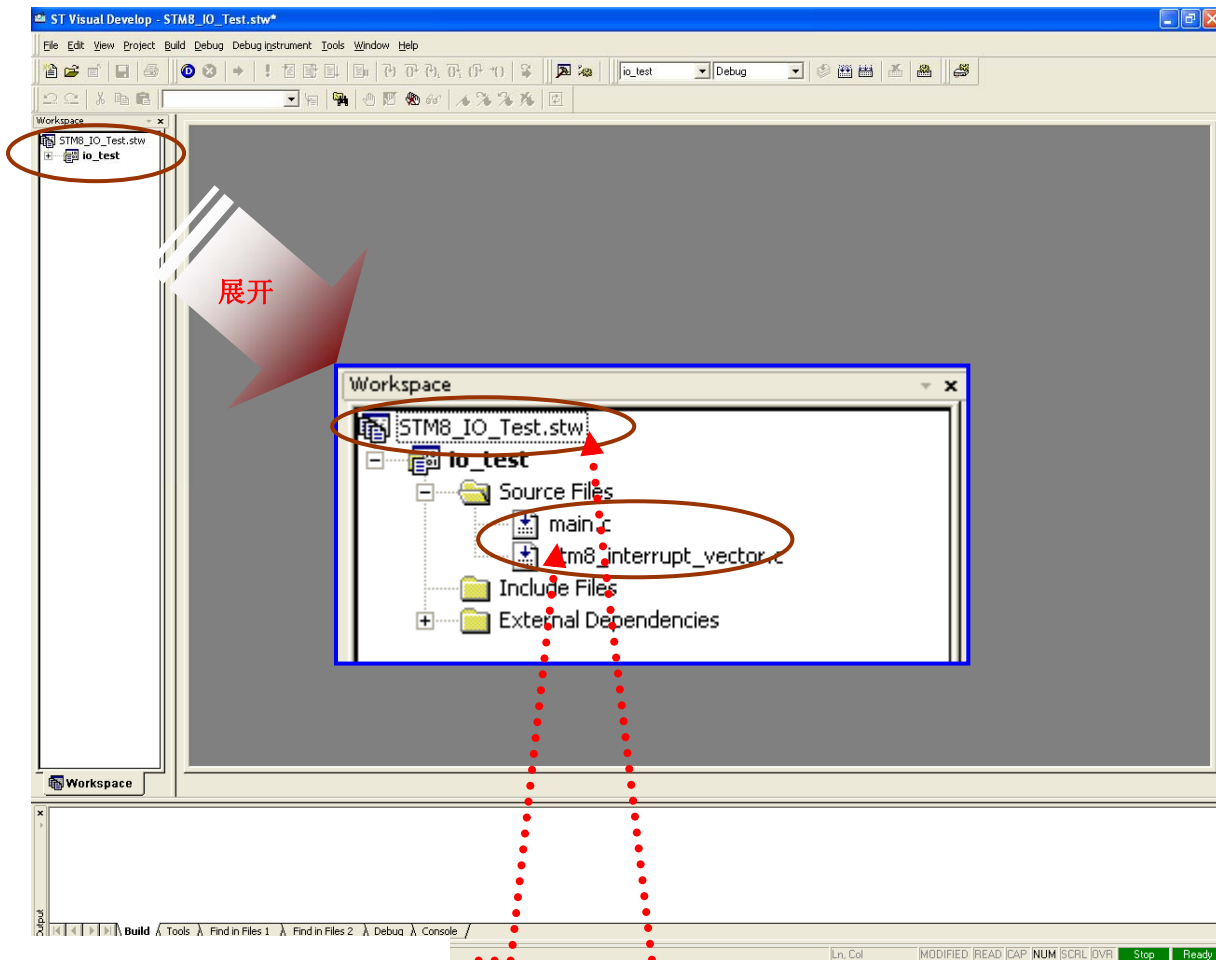 ST Visual Develop - STM8_IO_Test.stw*
File Edit View Project Build Debug Debug instrument Tools Window Help
io_test Debug
Workspace
STM8_IO_Test.stw
io_test
展开
Workspace
STM8_IO_Test.stw
io_test
Source Files
main.c
stm8_interrupt_vector.c
Include Files
External Dependencies
Workspace
Output
Build Tools Find in Files 1 Find in Files 2 Debug Console
Ln, Col MODIFIED READ CAP NUM SCRL OVR Stop Ready